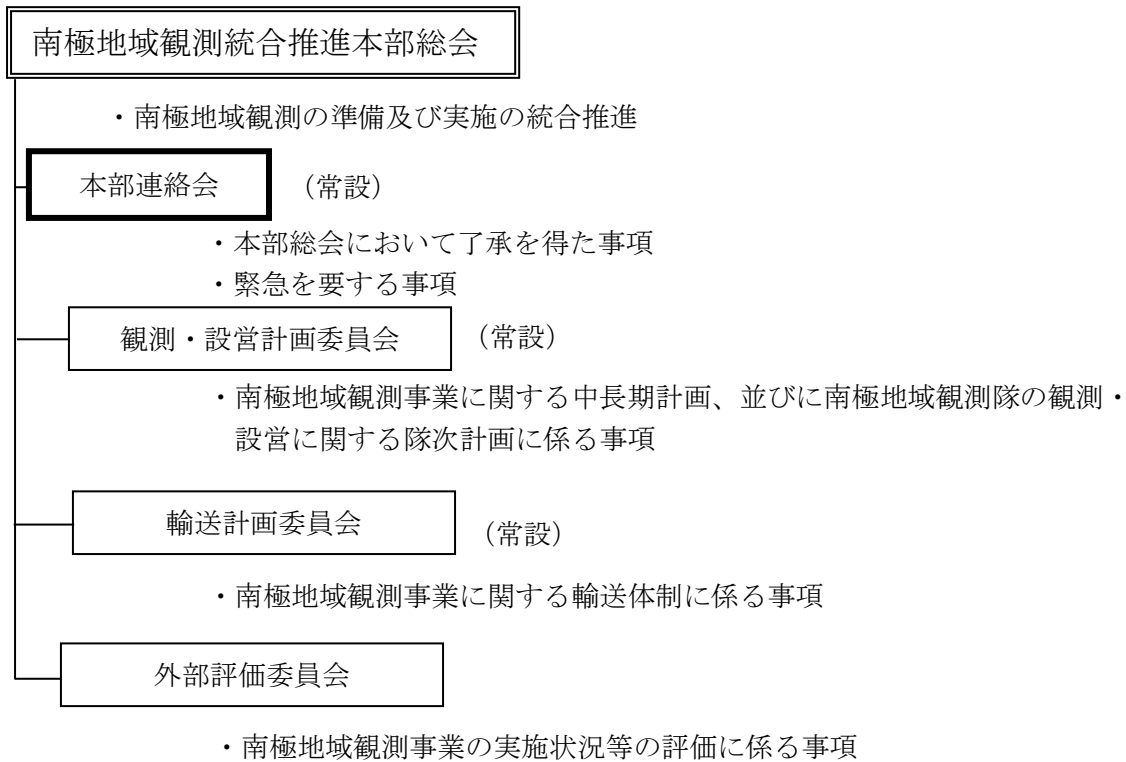 南極地域観測統合推進本部総会
・南極地域観測の準備及び実施の統合推進
本部連絡会 （常設）
・本部総会において了承を得た事項
・緊急を要する事項
観測・設営計画委員会 （常設）
・南極地域観測事業に関する中長期計画、並びに南極地域観測隊の観測・
設営に関する隊次計画に係る事項
輸送計画委員会 （常設）
・南極地域観測事業に関する輸送体制に係る事項
外部評価委員会
・南極地域観測事業の実施状況等の評価に係る事項